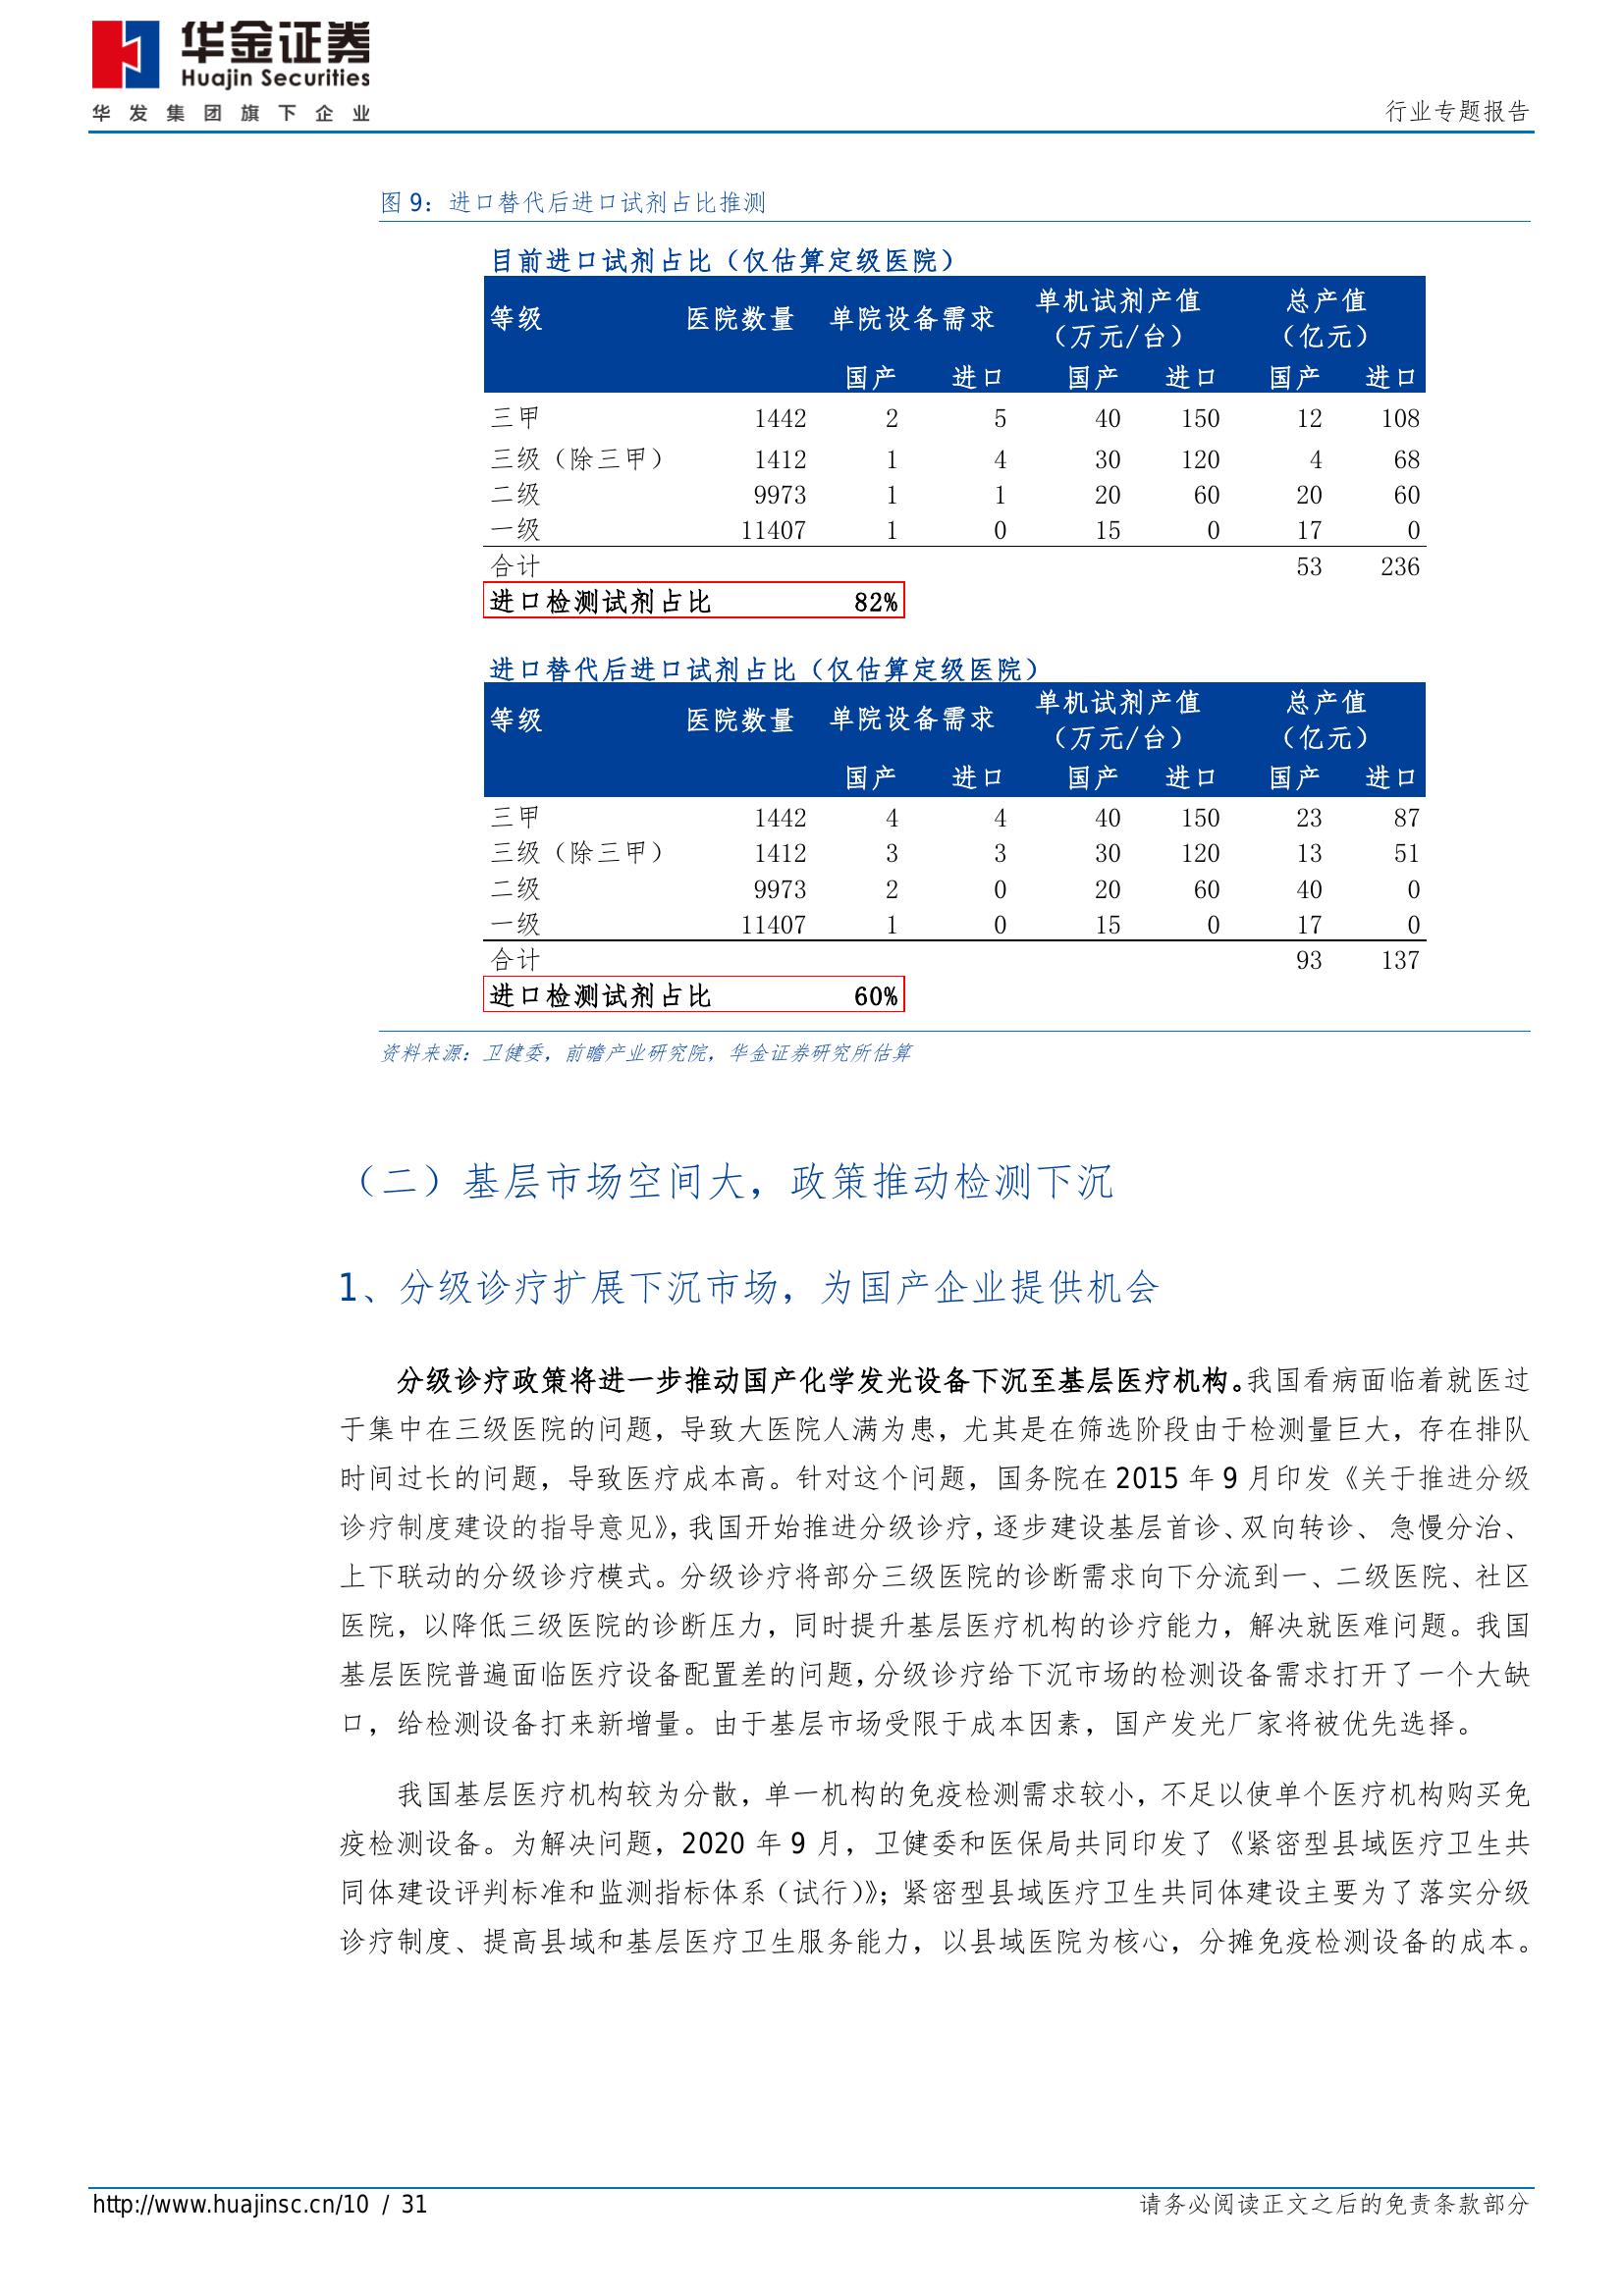 华金证券
Huajin Securities
华发集团旗下企业
行业专题报告
图 9：进口替代后进口试剂占比推测
目前进口试剂占比（仅估算定级医院）
等级 医院数量 单院设备需求 单机试剂产值（万元/台） 总产值（亿元）
国产 进口 国产 进口 国产 进口
三甲 1442 2 5 40 150 12 108
三级（除三甲） 1412 1 4 30 120 4 68
二级 9973 1 1 20 60 20 60
一级 11407 1 0 15 0 17 0
合计 53 236
进口检测试剂占比 82%
进口替代后进口试剂占比（仅估算定级医院）
等级 医院数量 单院设备需求 单机试剂产值（万元/台） 总产值（亿元）
国产 进口 国产 进口 国产 进口
三甲 1442 4 4 40 150 23 87
三级（除三甲） 1412 3 3 30 120 13 51
二级 9973 2 0 20 60 40 0
一级 11407 1 0 15 0 17 0
合计 93 137
进口检测试剂占比 60%
资料来源：卫健委，前瞻产业研究院，华金证券研究所估算
（二）基层市场空间大，政策推动检测下沉
1、分级诊疗扩展下沉市场，为国产企业提供机会
分级诊疗政策将进一步推动国产化学发光设备下沉至基层医疗机构。我国看病面临着就医过
于集中在三级医院的问题，导致大医院人满为患，尤其是在筛选阶段由于检测量巨大，存在排队
时间过长的问题，导致医疗成本高。针对这个问题，国务院在 2015 年 9 月印发《关于推进分级
诊疗制度建设的指导意见》，我国开始推进分级诊疗，逐步建设基层首诊、双向转诊、 急慢分治、
上下联动的分级诊疗模式。分级诊疗将部分三级医院的诊断需求向下分流到一、二级医院、社区
医院，以降低三级医院的诊断压力，同时提升基层医疗机构的诊疗能力，解决就医难问题。我国
基层医院普遍面临医疗设备配置差的问题，分级诊疗给下沉市场的检测设备需求打开了一个大缺
口，给检测设备打来新增量。由于基层市场受限于成本因素，国产发光厂家将被优先选择。
我国基层医疗机构较为分散，单一机构的免疫检测需求较小，不足以使单个医疗机构购买免
疫检测设备。为解决问题，2020 年 9 月，卫健委和医保局共同印发了《紧密型县域医疗卫生共
同体建设评判标准和监测指标体系（试行）》；紧密型县域医疗卫生共同体建设主要为了落实分级
诊疗制度、提高县域和基层医疗卫生服务能力，以县域医院为核心，分摊免疫检测设备的成本。
http://www.huajinsc.cn/10 / 31
请务必阅读正文之后的免责条款部分